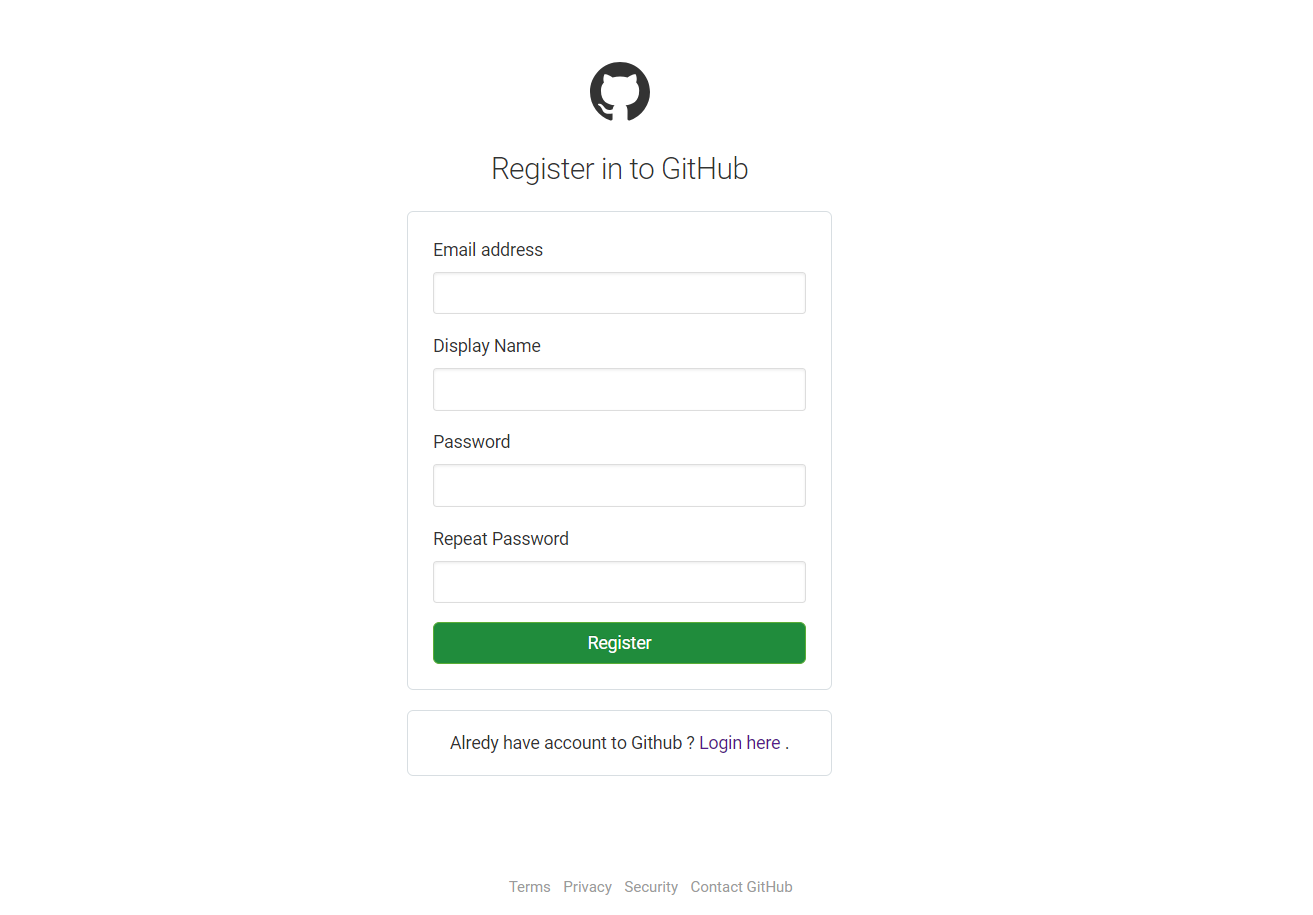 Register in to GitHub
Email address
Display Name
Password
Repeat Password
Register
Alredy have account to Github ? Login here .
Terms Privacy Security Contact GitHub